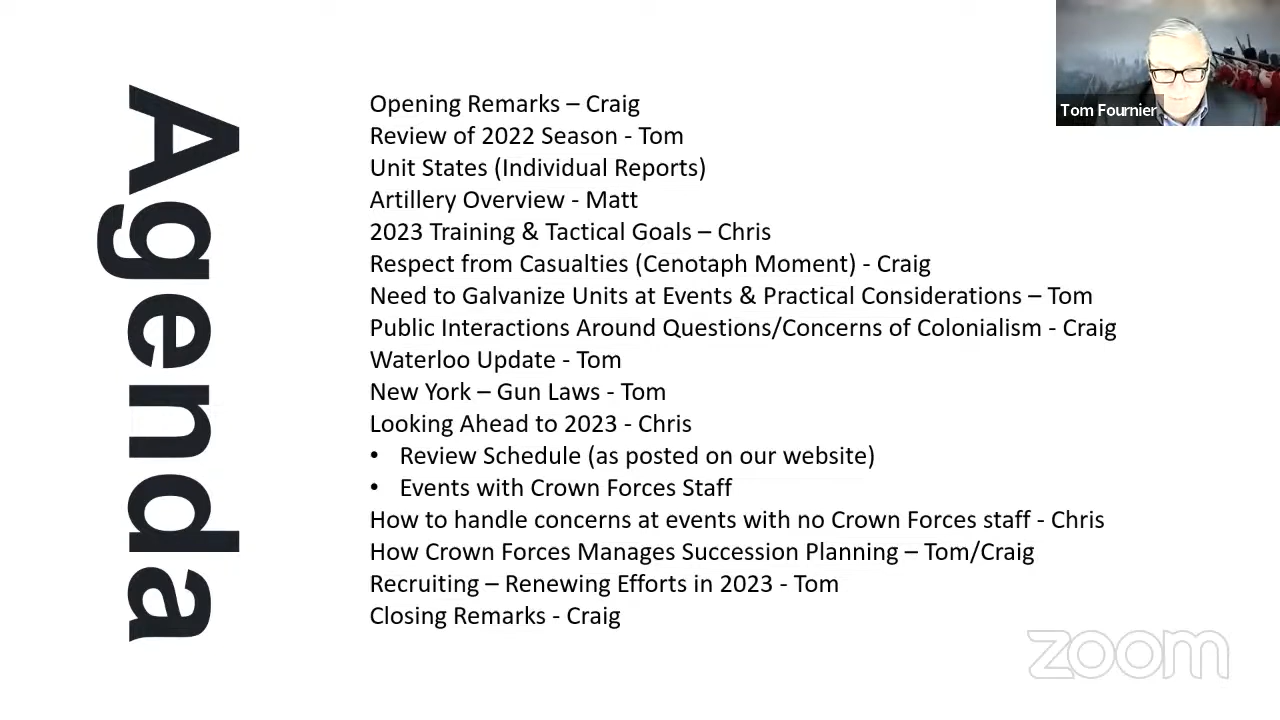 Agenda
Opening Remarks – Craig
Review of 2022 Season - Tom
Unit States (Individual Reports)
Artillery Overview - Matt
2023 Training & Tactical Goals – Chris
Respect from Casualties (Cenotaph Moment) - Craig
Need to Galvanize Units at Events & Practical Considerations – Tom
Public Interactions Around Questions/Concerns of Colonialism - Craig
Waterloo Update - Tom
New York – Gun Laws - Tom
Looking Ahead to 2023 - Chris
• Review Schedule (as posted on our website)
• Events with Crown Forces Staff
How to handle concerns at events with no Crown Forces staff - Chris
How Crown Forces Manages Succession Planning – Tom/Craig
Recruiting – Renewing Efforts in 2023 - Tom
Closing Remarks - Craig
Tom Fournier
zoom